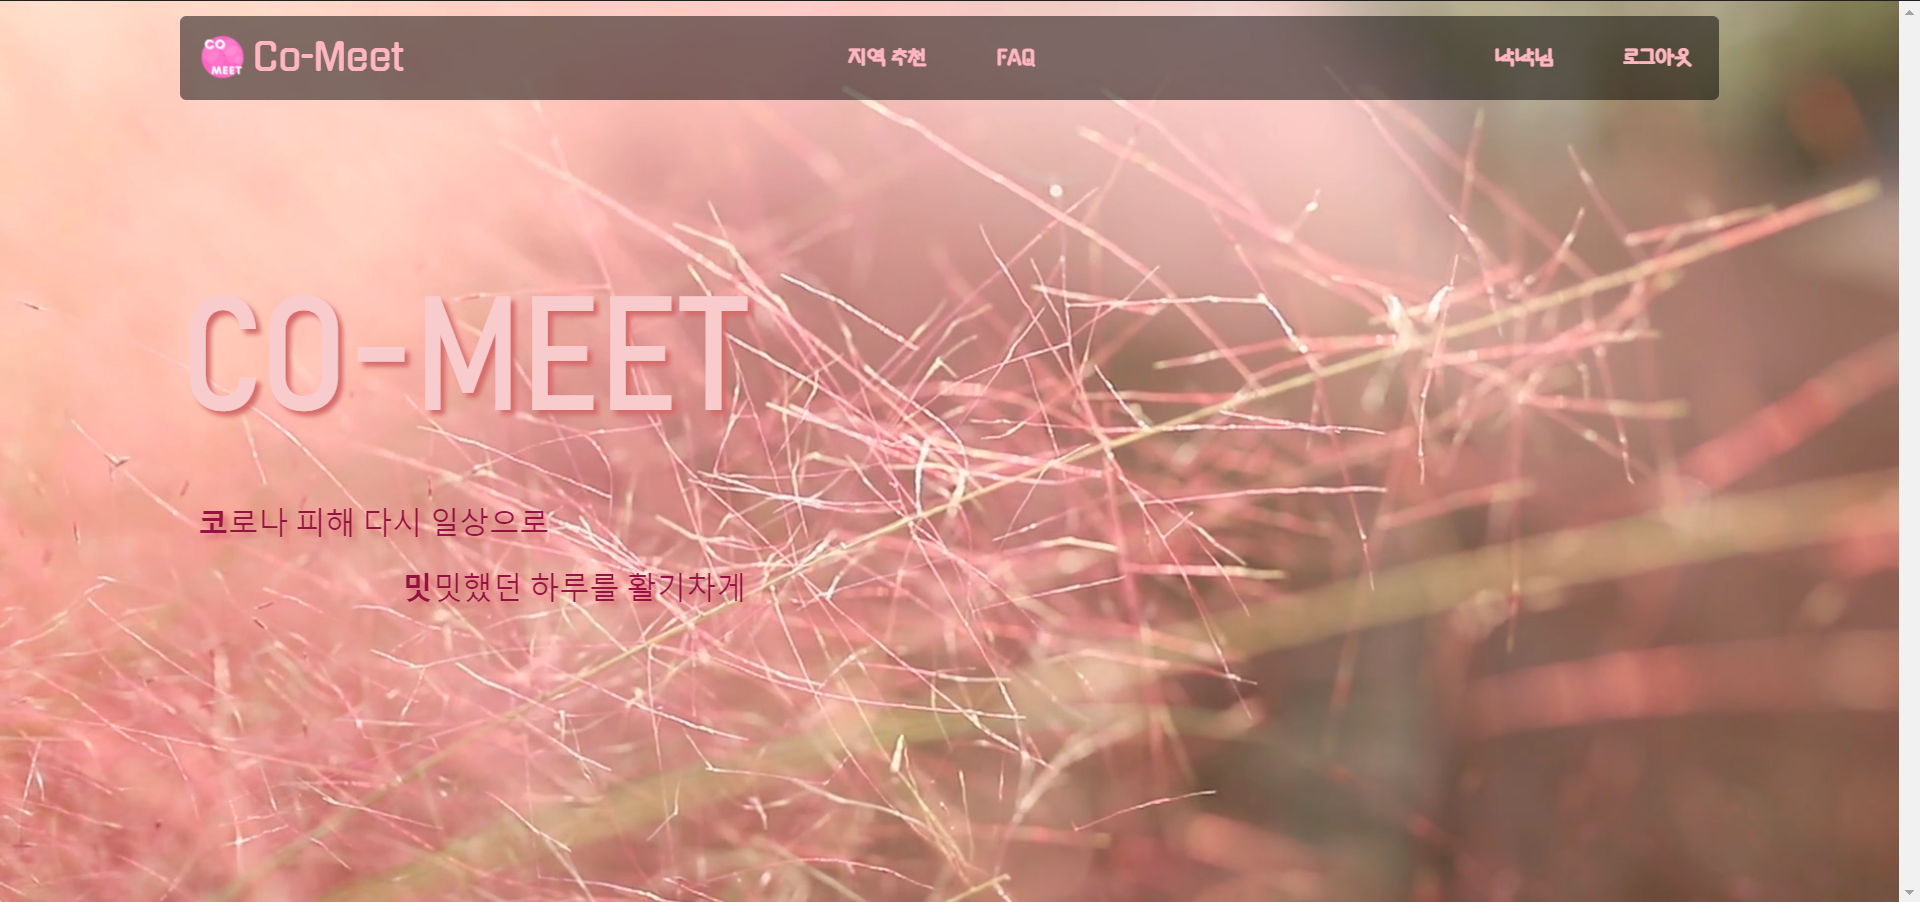 CO
MEET
Co-Meet
지역 추천
FAQ
낙낙님
로그아웃
CO-MEET
코로나 피해 다시 일상으로
밋밋했던 하루를 활기차게